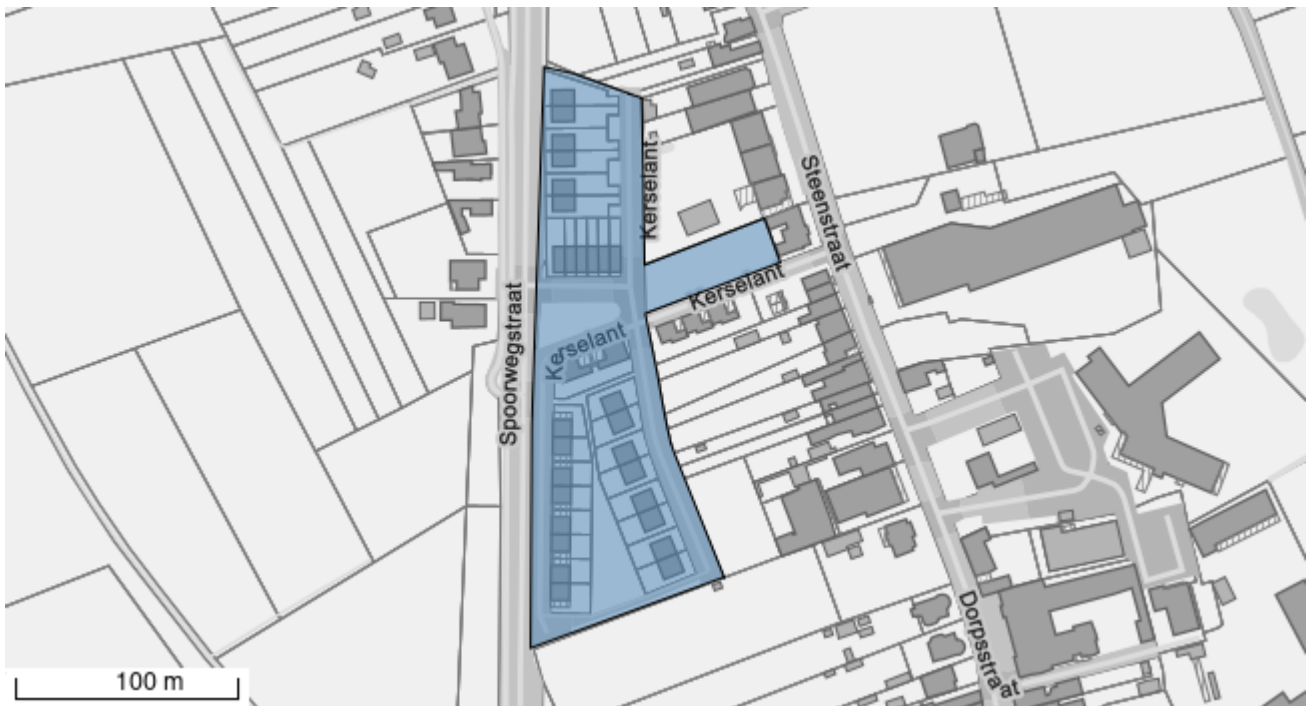 Kerselant
Steenstraat
Kerselant
Kerselant
Spoorwegstraat
Dorpsstraat
100 m